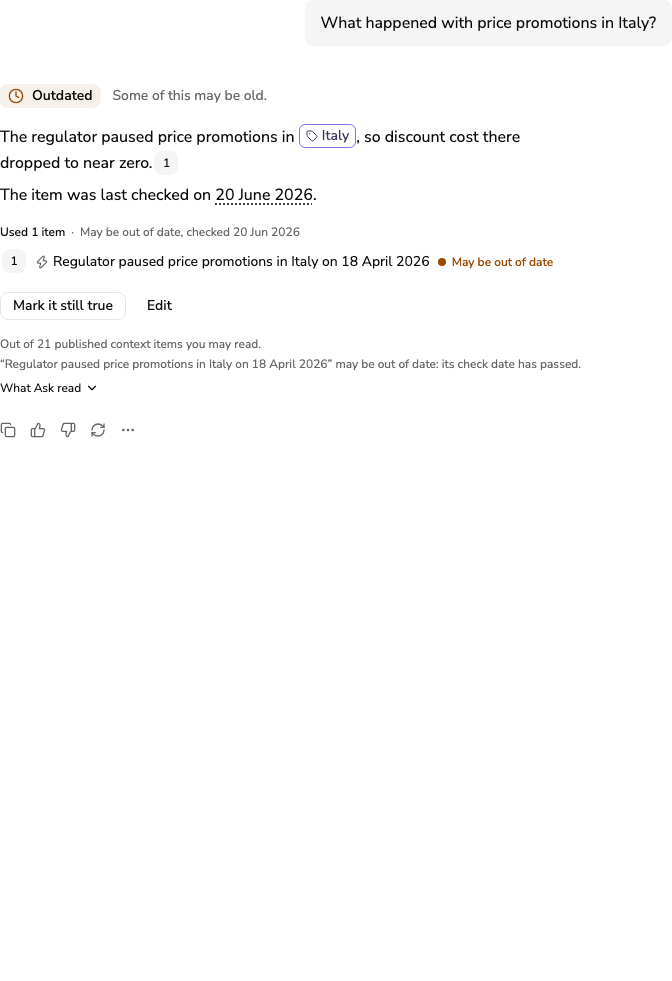 What happened with price promotions in Italy?
Outdated Some of this may be old.
The regulator paused price promotions in Italy, so discount cost there
dropped to near zero. 1
The item was last checked on 20 June 2026.
Used 1 item · May be out of date, checked 20 Jun 2026
1 Regulator paused price promotions in Italy on 18 April 2026 May be out of date
Mark it still true Edit
Out of 21 published context items you may read.
“Regulator paused price promotions in Italy on 18 April 2026” may be out of date: its check date has passed.
What Ask read